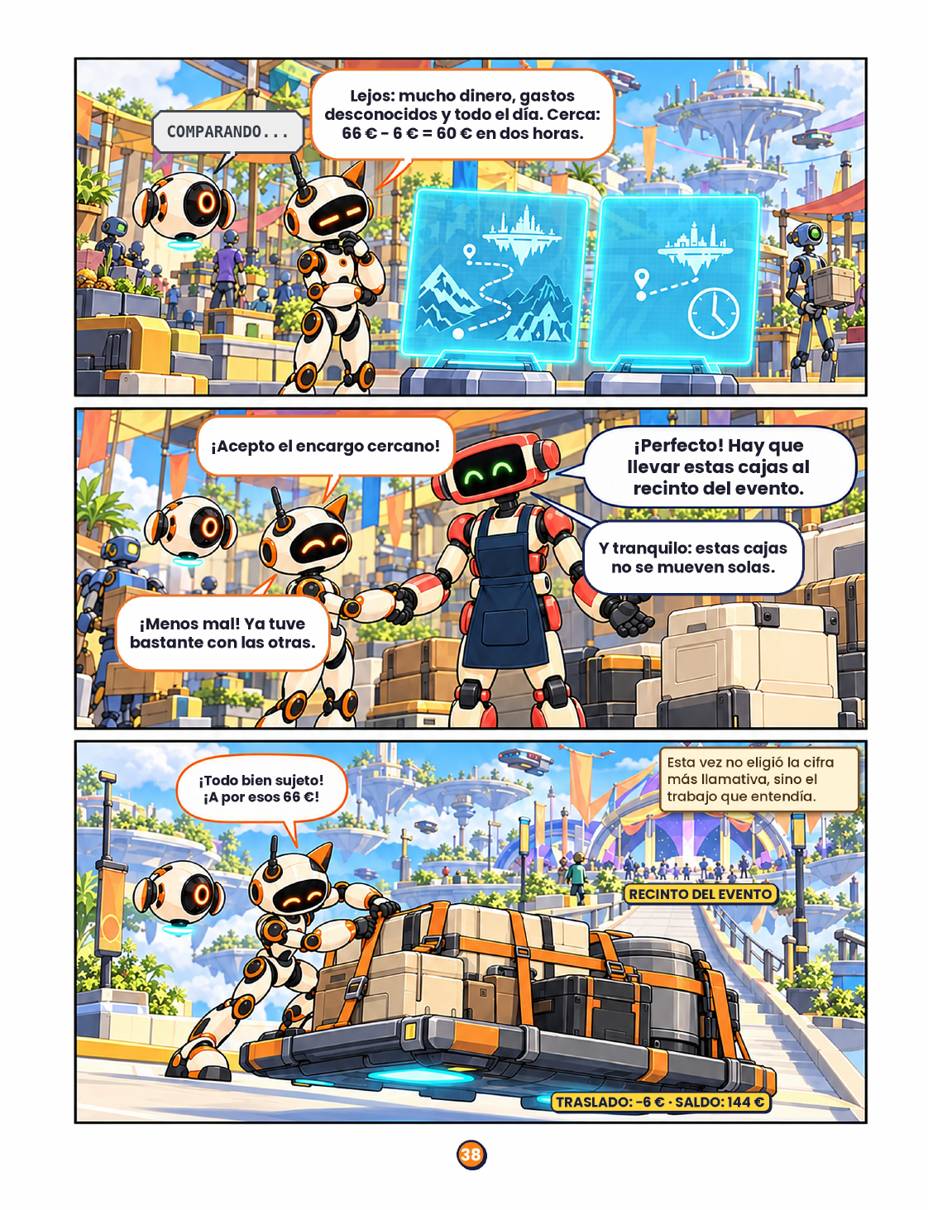 COMPARANDO...
Lejos: mucho dinero, gastos
desconocidos y todo el día. Cerca:
66 € - 6 € = 60 € en dos horas.
¡Acepto el encargo cercano!
¡Perfecto! Hay que
llevar estas cajas al
recinto del evento.
Y tranquilo: estas cajas
no se mueven solas.
¡Menos mal! Ya tuve
bastante con las otras.
¡Todo bien sujeto!
¡A por esos 66 €!
Esta vez no eligió la cifra
más llamativa, sino el
trabajo que entendía.
RECINTO DEL EVENTO
TRASLADO: -6 € · SALDO: 144 €
38